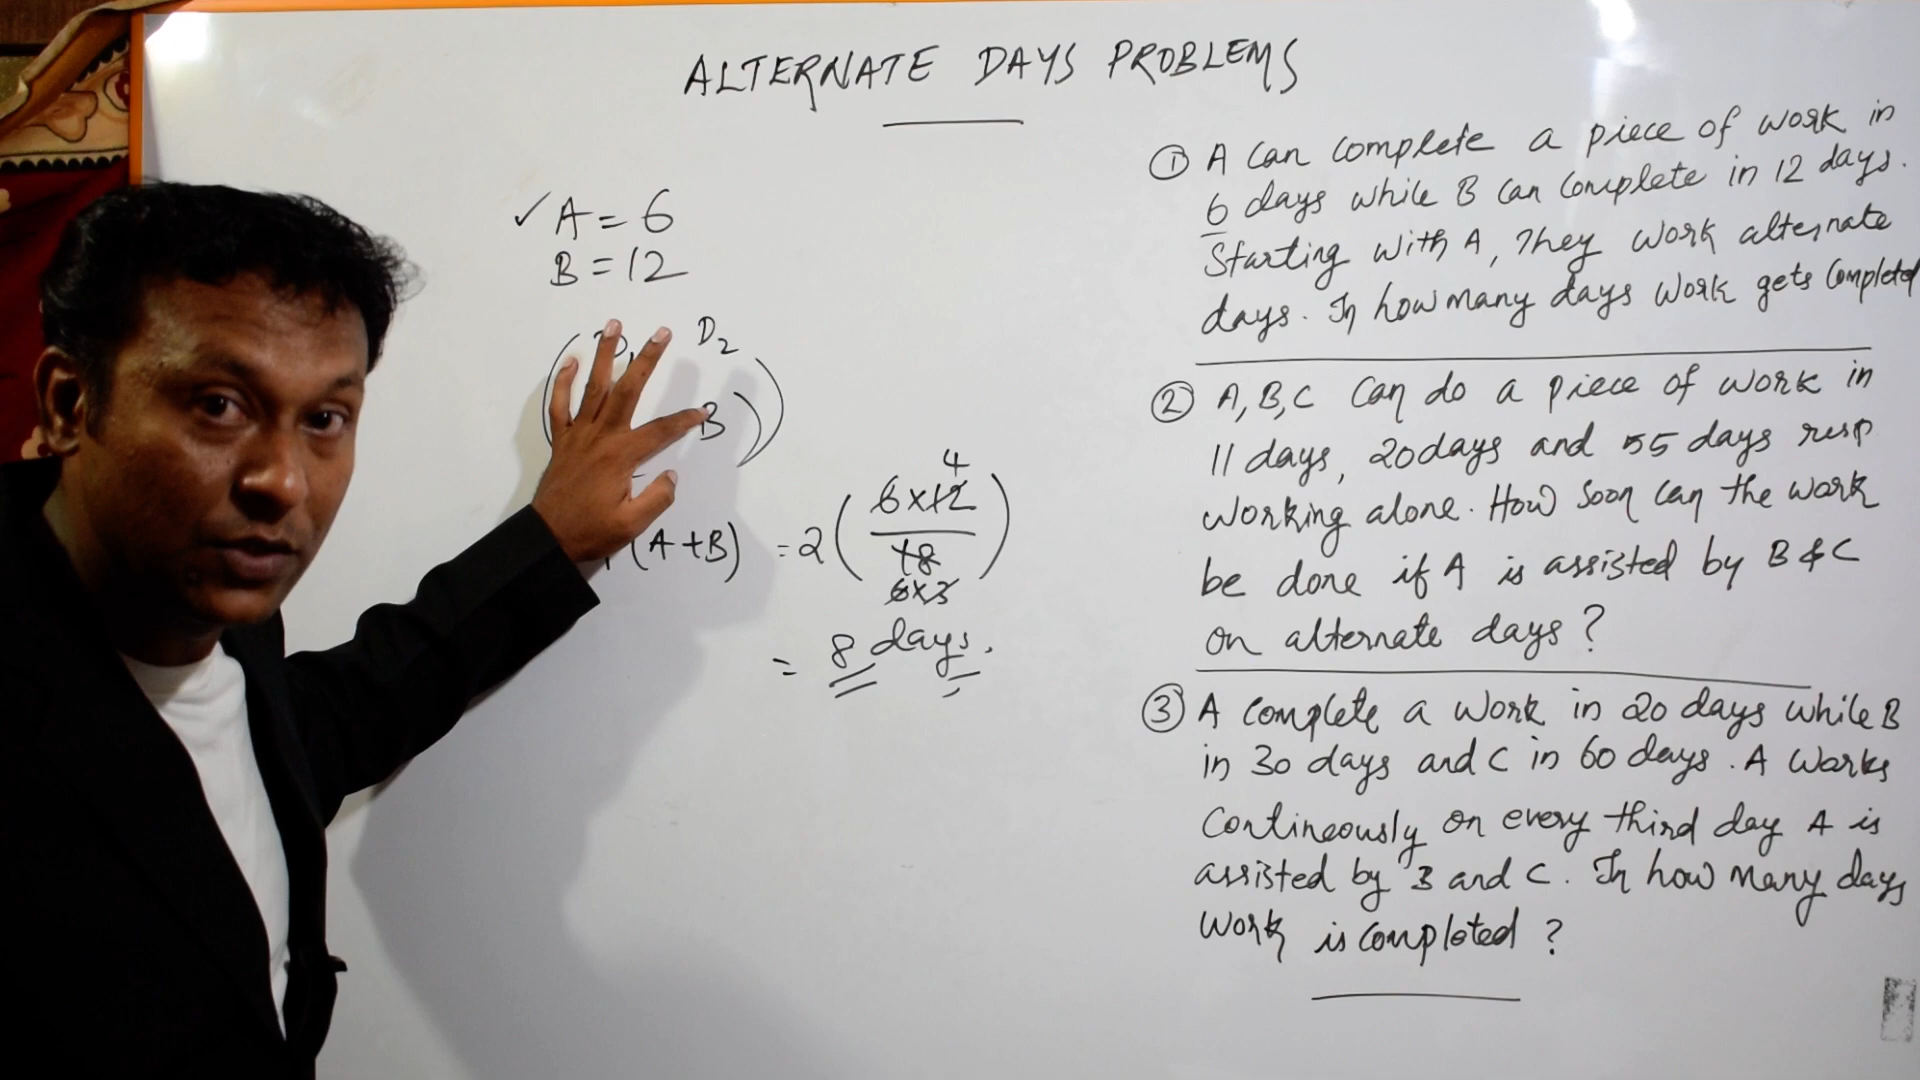 ALTERNATE DAYS PROBLEMS
✓ A = 6
B = 12
D1 D2
B
(A+B) = 2 ( 6x12 4
18
6x3
= 8 days.
① A Can complete a piece of work in
6 days while B can Complete in 12 days.
Starting with A, They work alternate
days. In how many days work gets Completed
② A, B, C Can do a piece of work in
11 days, 20 days and 55 days resp
working alone. How soon can the work
be done if A is assisted by B & C
on alternate days?
③ A complete a work in 20 days while B
in 30 days and C in 60 days. A works
Contineously on every third day A is
assisted by B and C. In how many days
work is completed?